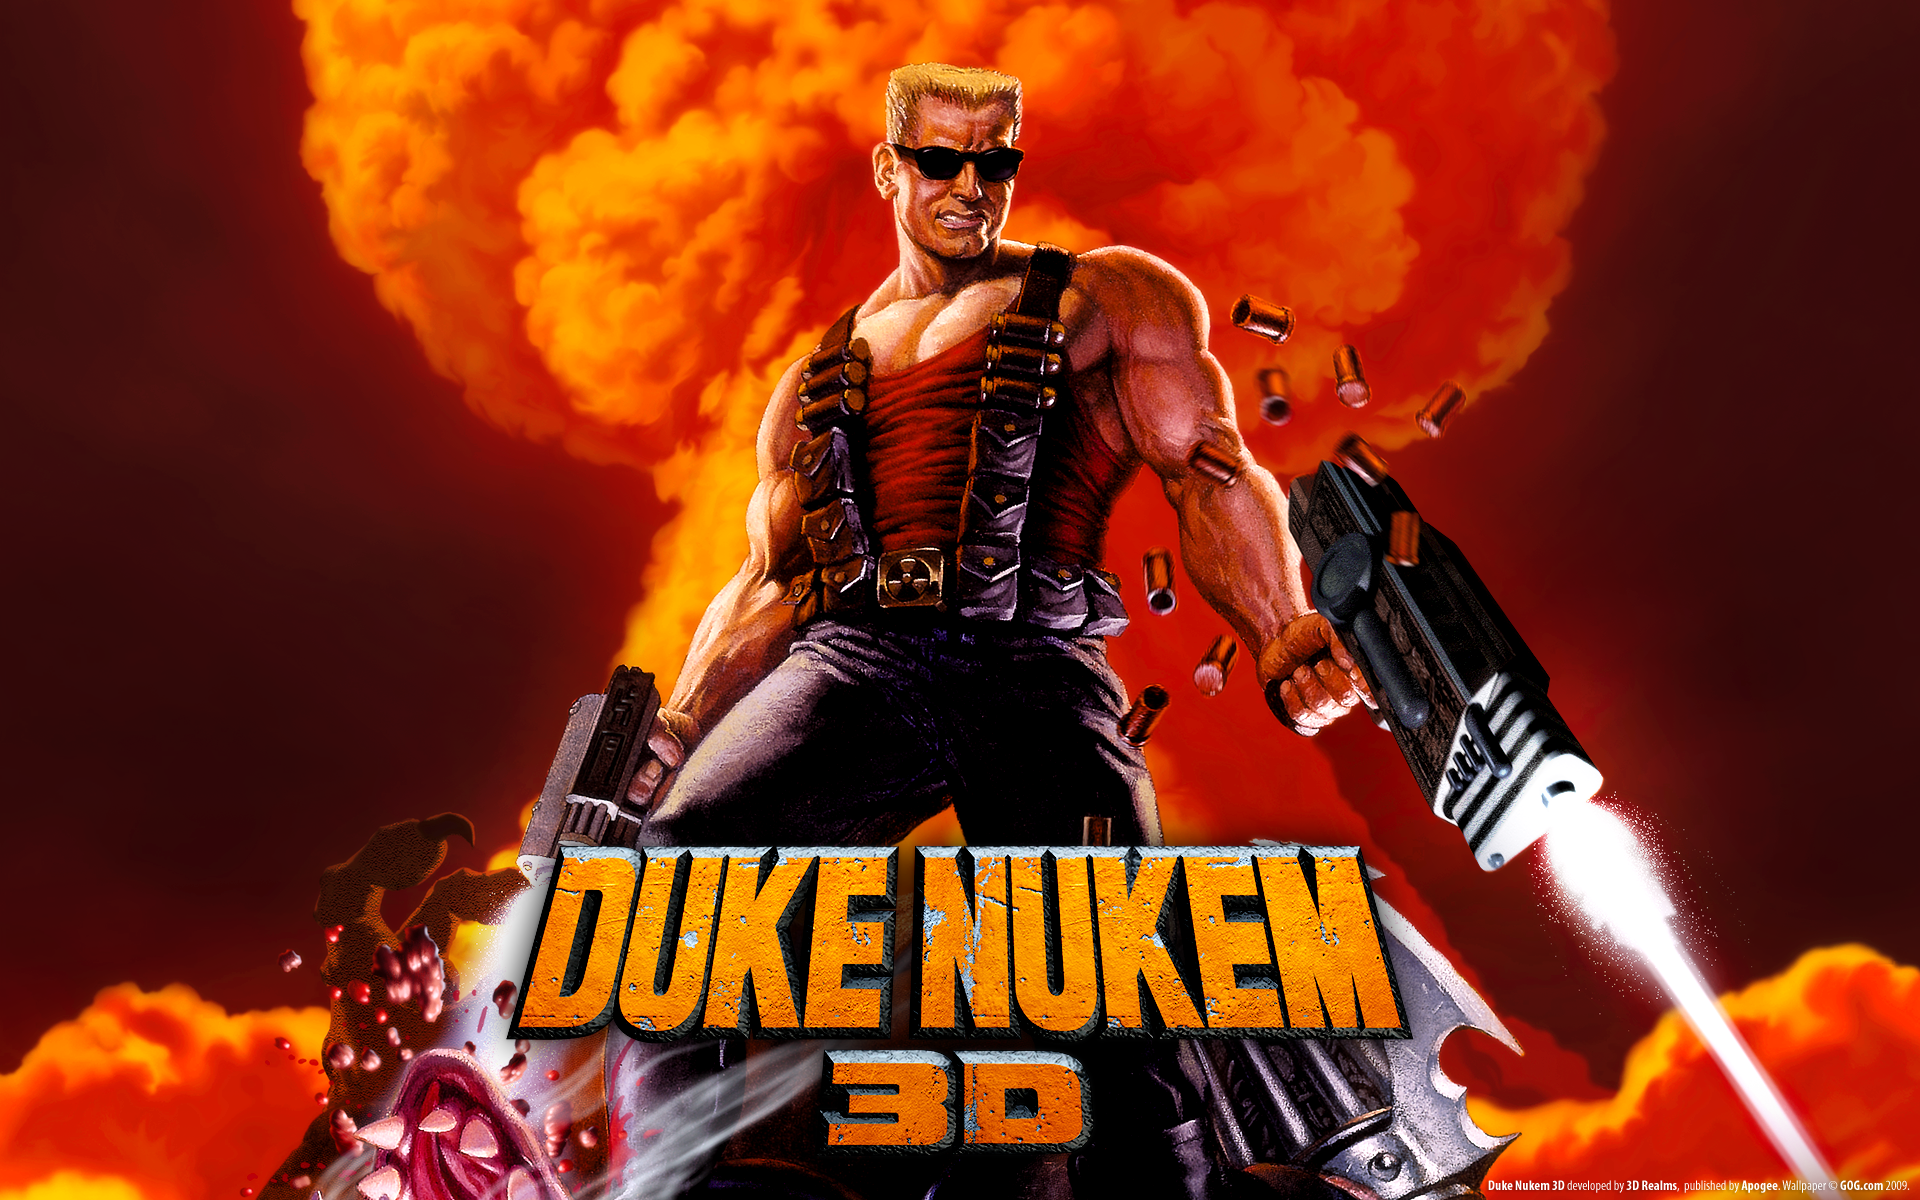 DUKE NUKEM
3D
Duke Nukem 3D developed by 3D Realms, published by Apogee. Wallpaper © GOG.com 2009.